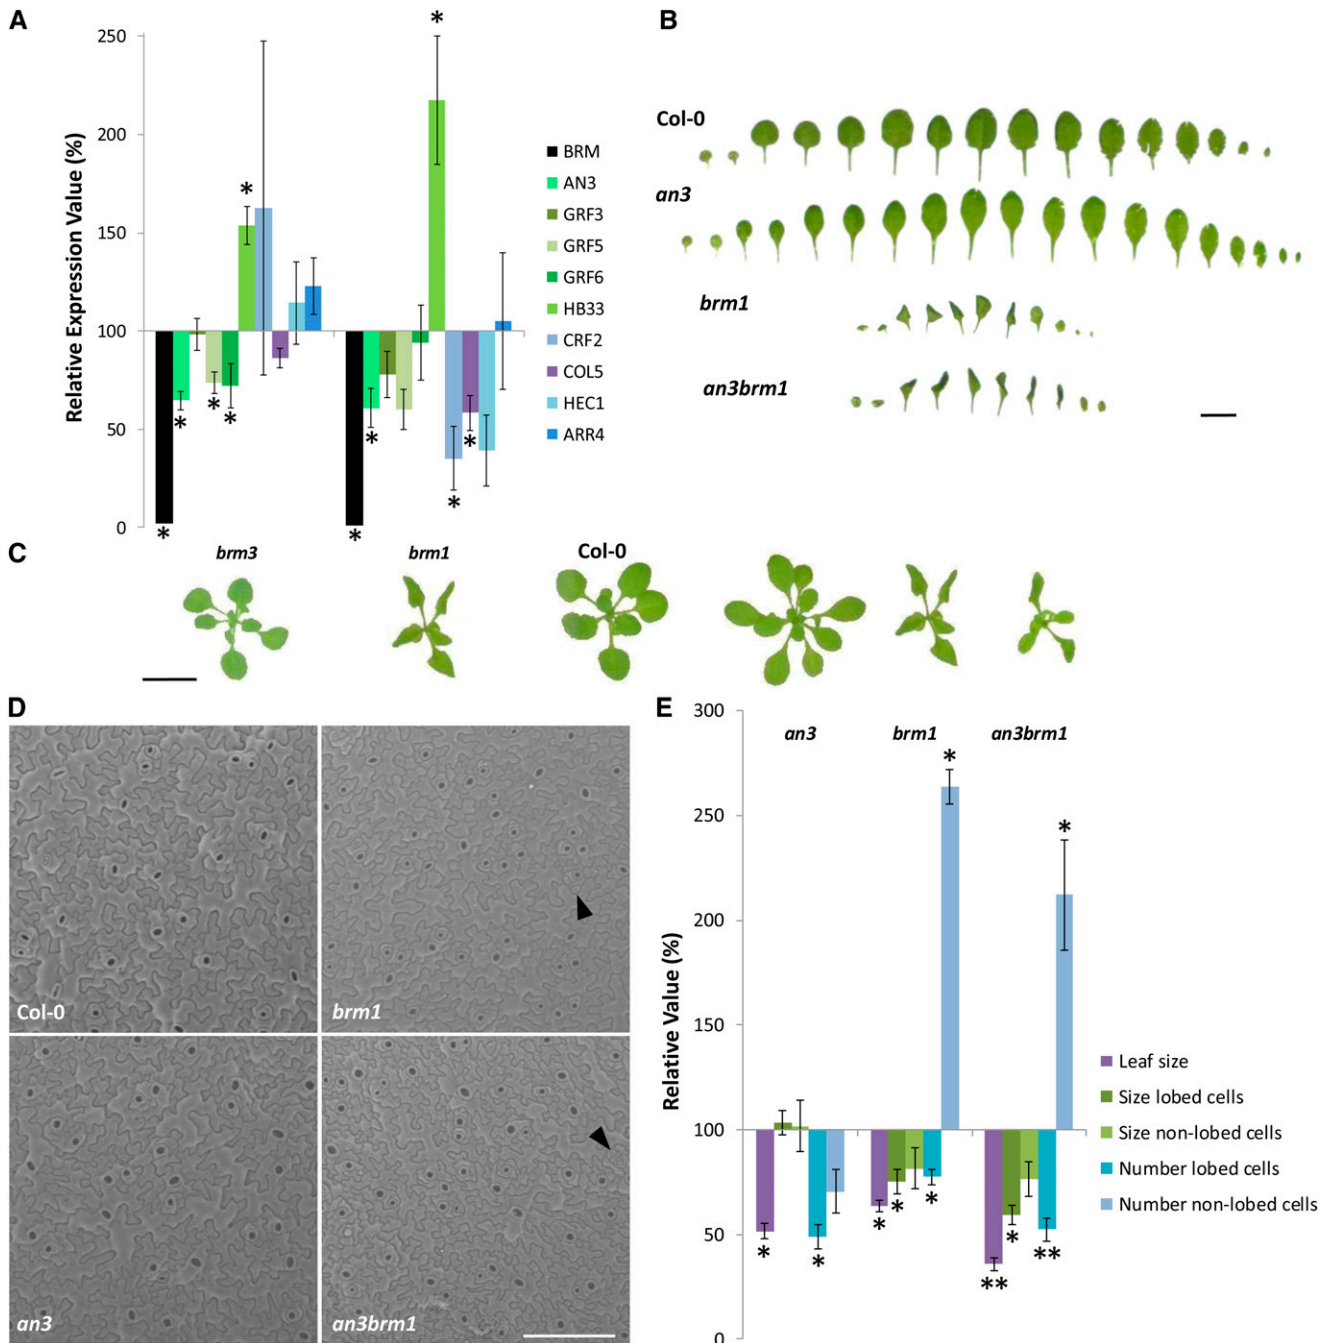 A
250
200
150
100
50
0
Relative Expression Value (%)
*
*
*
*
*
*
*
*
*
*
*
BRM
AN3
GRF3
GRF5
GRF6
HB33
CRF2
COL5
HEC1
ARR4
B
Col-0
an3
brm1
an3brm1
C
brm3
brm1
Col-0
D
Col-0
brm1
an3
an3brm1
E
300
250
200
150
100
50
0
Relative Value (%)
an3
brm1
an3brm1
*
*
*
*
*
*
*
**
*
**
Leaf size
Size lobed cells
Size non-lobed cells
Number lobed cells
Number non-lobed cells